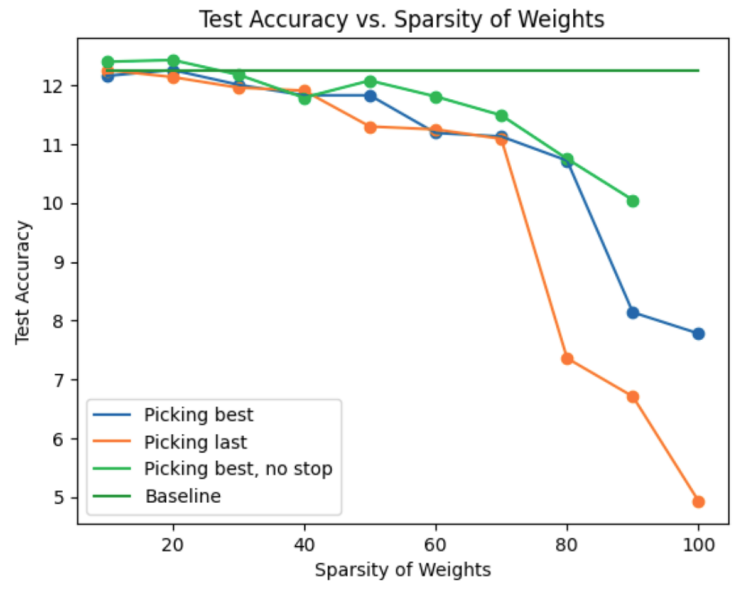 Test Accuracy vs. Sparsity of Weights
12
11
10
9
8
7
6
5
Test Accuracy
Picking best
Picking last
Picking best, no stop
Baseline
20
40
60
80
100
Sparsity of Weights